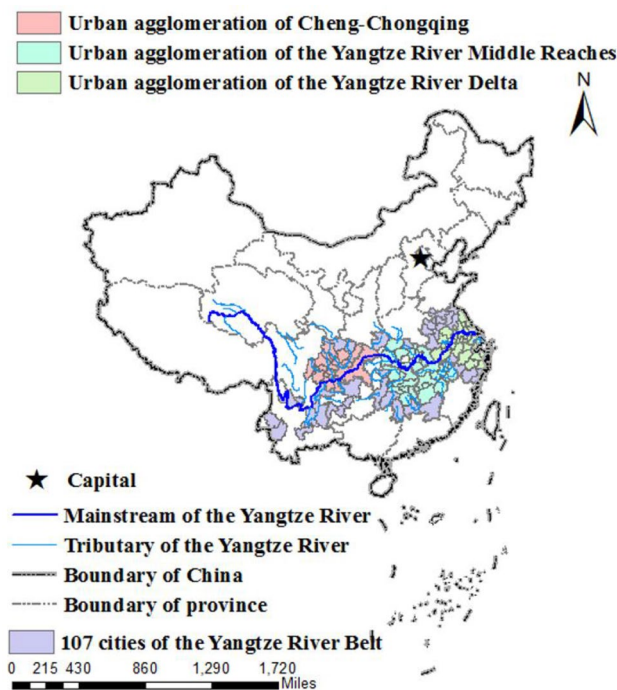 Urban agglomeration of Cheng-Chongqing
Urban agglomeration of the Yangtze River Middle Reaches
Urban agglomeration of the Yangtze River Delta
N
Capital
Mainstream of the Yangtze River
Tributary of the Yangtze River
Boundary of China
Boundary of province
107 cities of the Yangtze River Belt
0 215 430 860 1,290 1,720
Miles